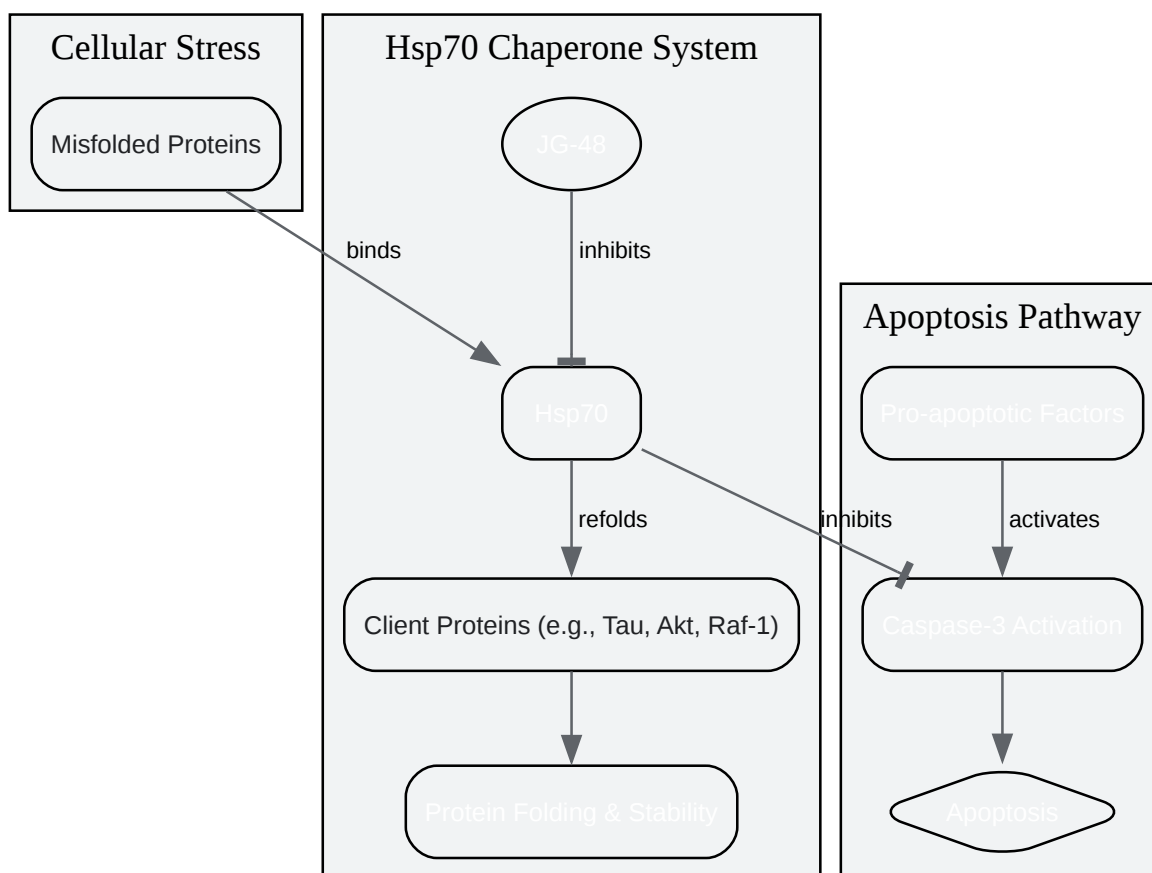 Cellular Stress
Hsp70 Chaperone System
Misfolded Proteins
JG-48
binds
inhibits
Apoptosis Pathway
Hsp70
Pro-apoptotic Factors
refolds
inhibits
activates
Client Proteins (e.g., Tau, Akt, Raf-1)
Caspase-3 Activation
Protein Folding & Stability
Apoptosis